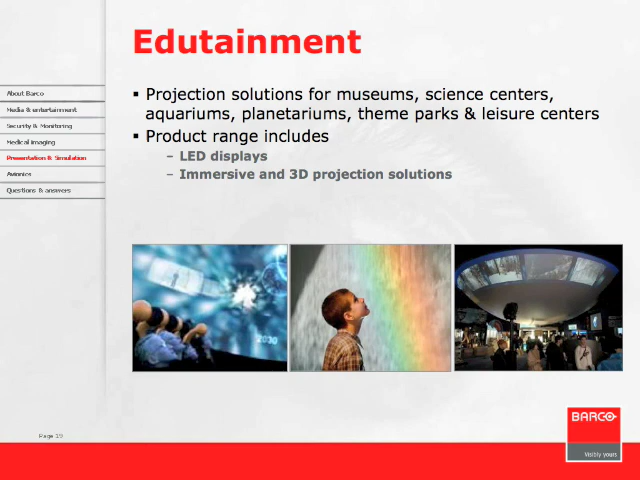 Edutainment
▪ Projection solutions for museums, science centers,
aquariums, planetariums, theme parks & leisure centers
▪ Product range includes
– LED displays
– Immersive and 3D projection solutions
About Barco
Media & entertainment
Security & Monitoring
Medical imaging
Presentation & Simulation
Avionics
Questions & answers
2030
Page 19
BARCO
Visibly yours